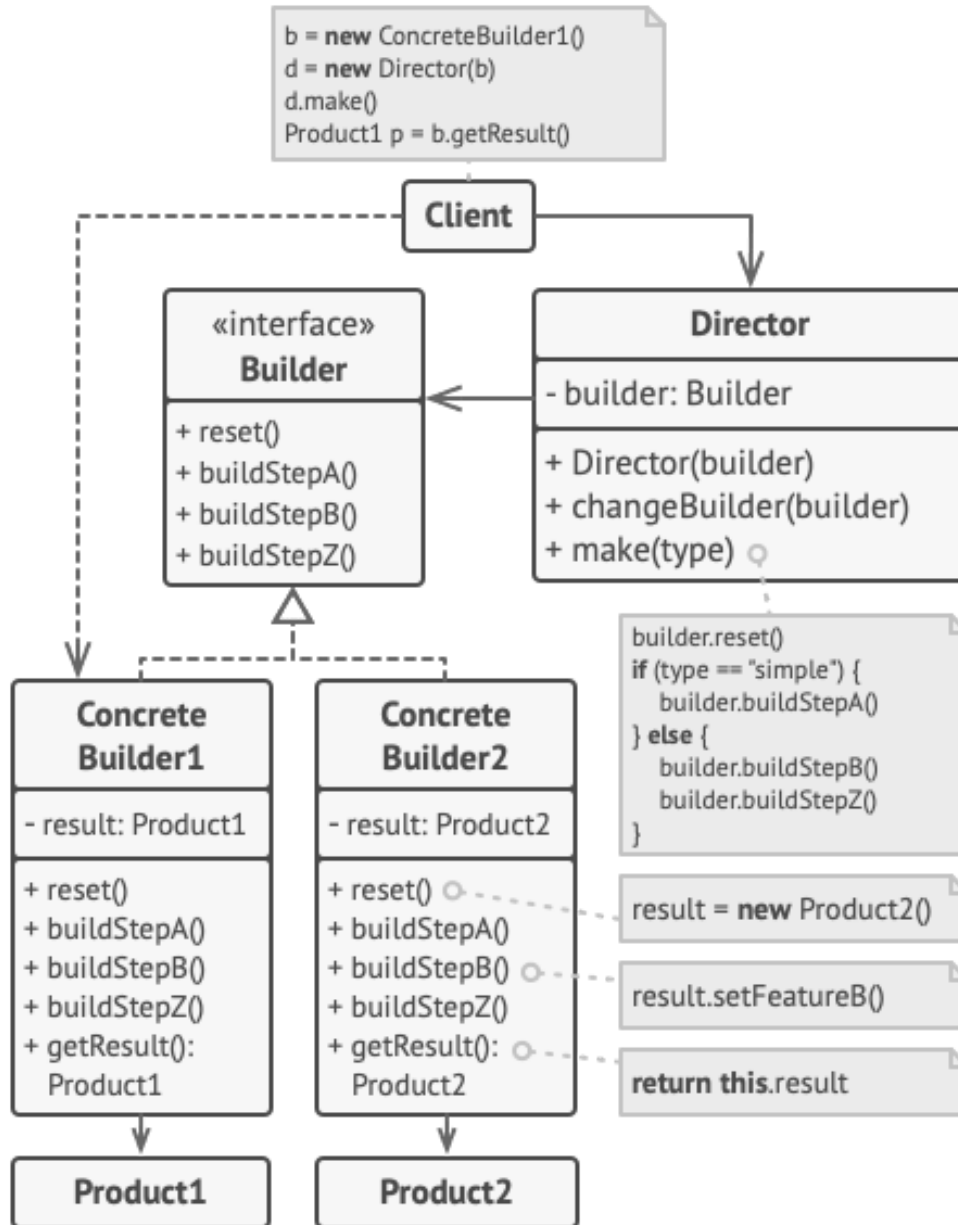 b = new ConcreteBuilder1()
d = new Director(b)
d.make()
Product1 p = b.getResult()
Client
«interface»
Builder
+ reset()
+ buildStepA()
+ buildStepB()
+ buildStepZ()
Director
- builder: Builder
+ Director(builder)
+ changeBuilder(builder)
+ make(type)
builder.reset()
if (type == "simple") {
builder.buildStepA()
} else {
builder.buildStepB()
builder.buildStepZ()
}
Concrete
Builder1
- result: Product1
+ reset()
+ buildStepA()
+ buildStepB()
+ buildStepZ()
+ getResult():
Product1
Concrete
Builder2
- result: Product2
+ reset()
+ buildStepA()
+ buildStepB()
+ buildStepZ()
+ getResult():
Product2
result = new Product2()
result.setFeatureB()
return this.result
Product1
Product2